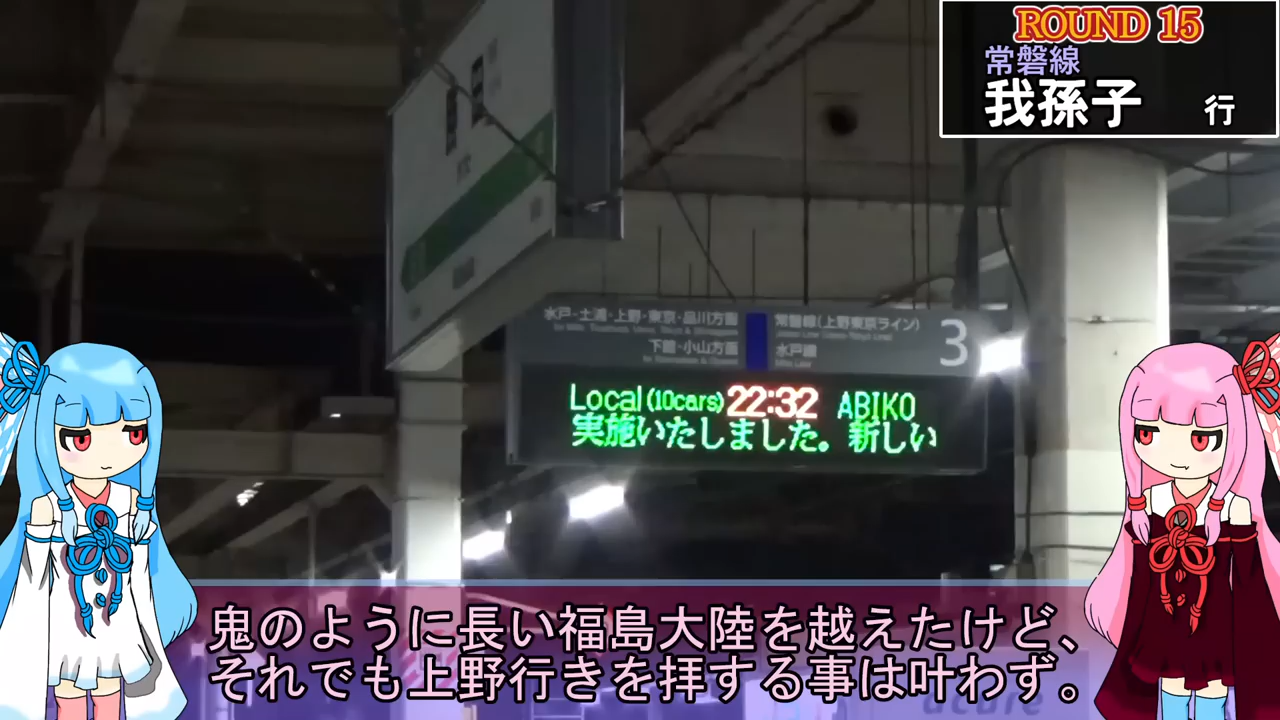 ROUND 15
常磐線
我孫子 行
水戸・土浦・上野・東京・品川方面
常磐線(上野東京ライン)
3
下館・小山方面
水戸線
Local (10cars) 22:32 ABIKO
実施いたしました。新しい
鬼のように長い福島大陸を越えたけど、
それでも上野行きを拝する事は叶わず。